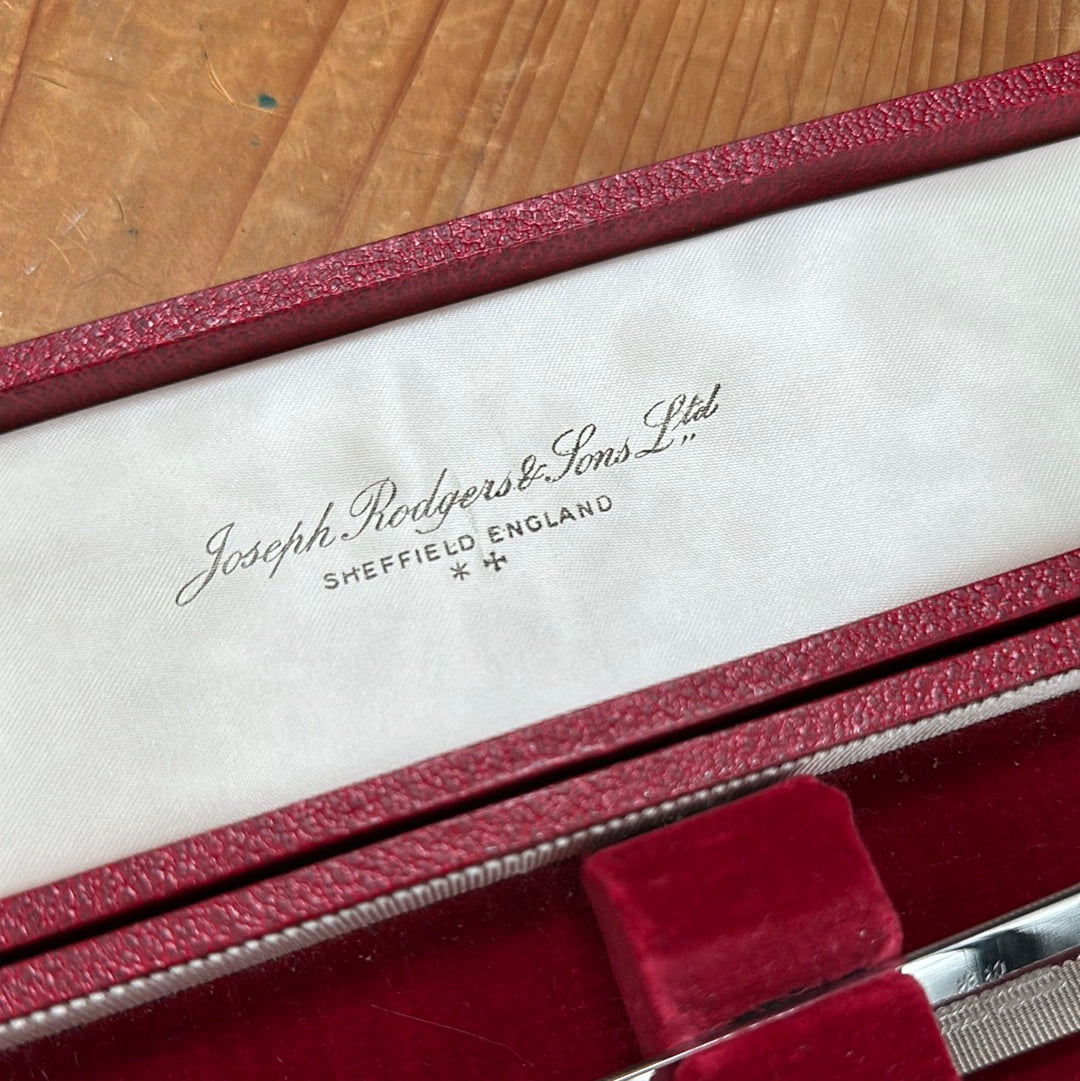 Joseph Rodgers & Sons Ltd
SHEFFIELD ENGLAND